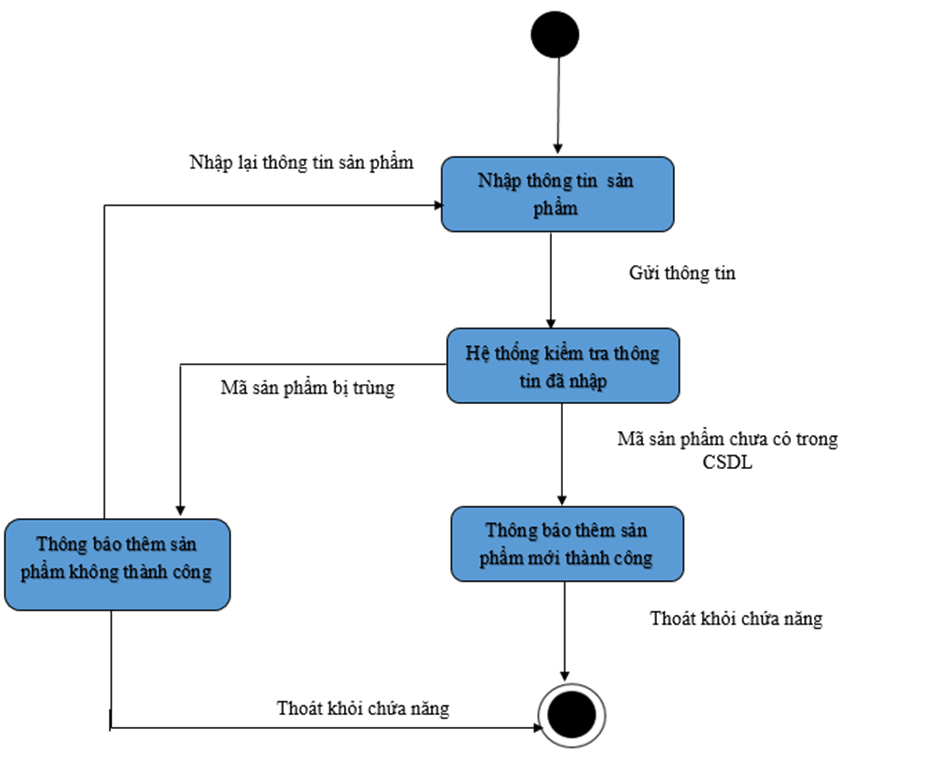 Nhập lại thông tin sản phẩm
Nhập thông tin sản
phẩm
Gửi thông tin
Hệ thống kiểm tra thông
tin đã nhập
Mã sản phẩm bị trùng
Mã sản phẩm chưa có trong
CSDL
Thông báo thêm sản
phẩm không thành công
Thông báo thêm sản
phẩm mới thành công
Thoát khỏi chứa năng
Thoát khỏi chứa năng